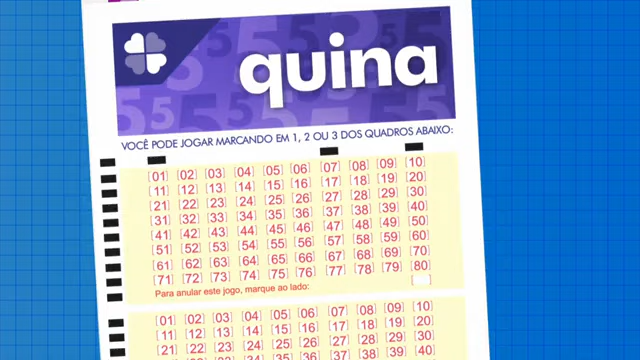 quina
VOCÊ PODE JOGAR MARCANDO EM 1, 2 OU 3 DOS QUADROS ABAIXO:
[01] [02] [03] [04] [05] [06] [07] [08] [09] [10]
[11] [12] [13] [14] [15] [16] [17] [18] [19] [20]
[21] [22] [23] [24] [25] [26] [27] [28] [29] [30]
[31] [32] [33] [34] [35] [36] [37] [38] [39] [40]
[41] [42] [43] [44] [45] [46] [47] [48] [49] [50]
[51] [52] [53] [54] [55] [56] [57] [58] [59] [60]
[61] [62] [63] [64] [65] [66] [67] [68] [69] [70]
[71] [72] [73] [74] [75] [76] [77] [78] [79] [80]
Para anular este jogo, marque ao lado: [ ]
[01] [02] [03] [04] [05] [06] [07] [08] [09] [10]
[11] [12] [13] [14] [15] [16] [17] [18] [19] [20]
[21] [22] [23] [24] [25] [26] [27] [28] [29] [30]
[35] [36] [37] [38] [39] [40]